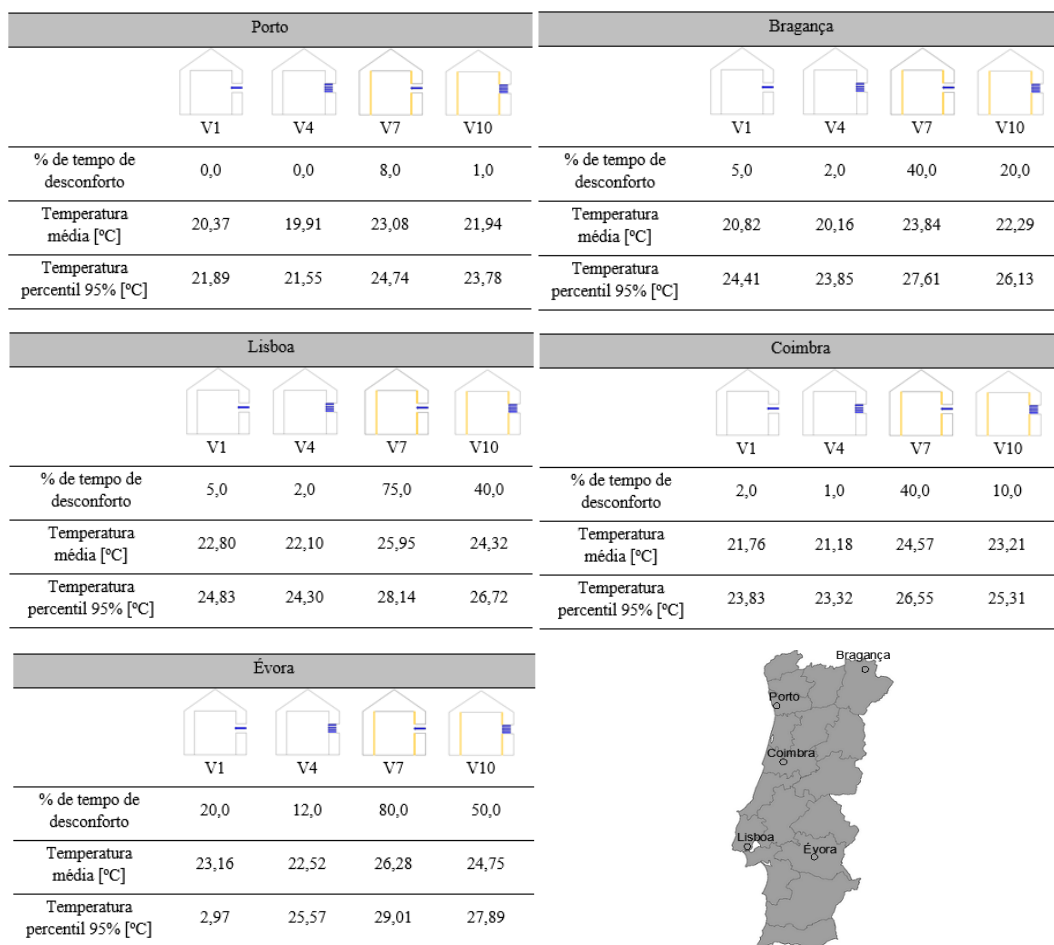 Porto
V1 V4 V7 V10
% de tempo de
desconforto
0,0 0,0 8,0 1,0
Temperatura
média [ºC]
20,37 19,91 23,08 21,94
Temperatura
percentil 95% [ºC]
21,89 21,55 24,74 23,78
Bragança
V1 V4 V7 V10
% de tempo de
desconforto
5,0 2,0 40,0 20,0
Temperatura
média [ºC]
20,82 20,16 23,84 22,29
Temperatura
percentil 95% [ºC]
24,41 23,85 27,61 26,13
Lisboa
V1 V4 V7 V10
% de tempo de
desconforto
5,0 2,0 75,0 40,0
Temperatura
média [ºC]
22,80 22,10 25,95 24,32
Temperatura
percentil 95% [ºC]
24,83 24,30 28,14 26,72
Coimbra
V1 V4 V7 V10
% de tempo de
desconforto
2,0 1,0 40,0 10,0
Temperatura
média [ºC]
21,76 21,18 24,57 23,21
Temperatura
percentil 95% [ºC]
23,83 23,32 26,55 25,31
Évora
V1 V4 V7 V10
% de tempo de
desconforto
20,0 12,0 80,0 50,0
Temperatura
média [ºC]
23,16 22,52 26,28 24,75
Temperatura
percentil 95% [ºC]
2,97 25,57 29,01 27,89
Bragança
Porto
Coimbra
Lisboa
Évora